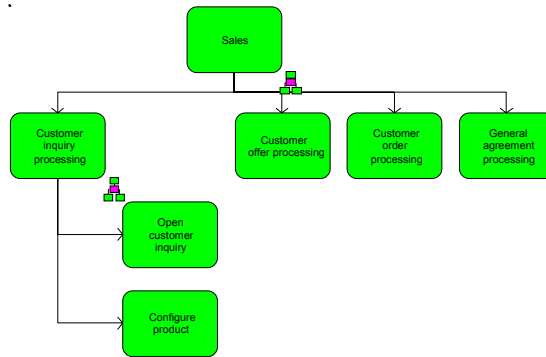 Sales
Customer
inquiry
processing
Customer
offer processing
Customer
order
processing
General
agreement
processing
Open
customer
inquiry
Configure
product